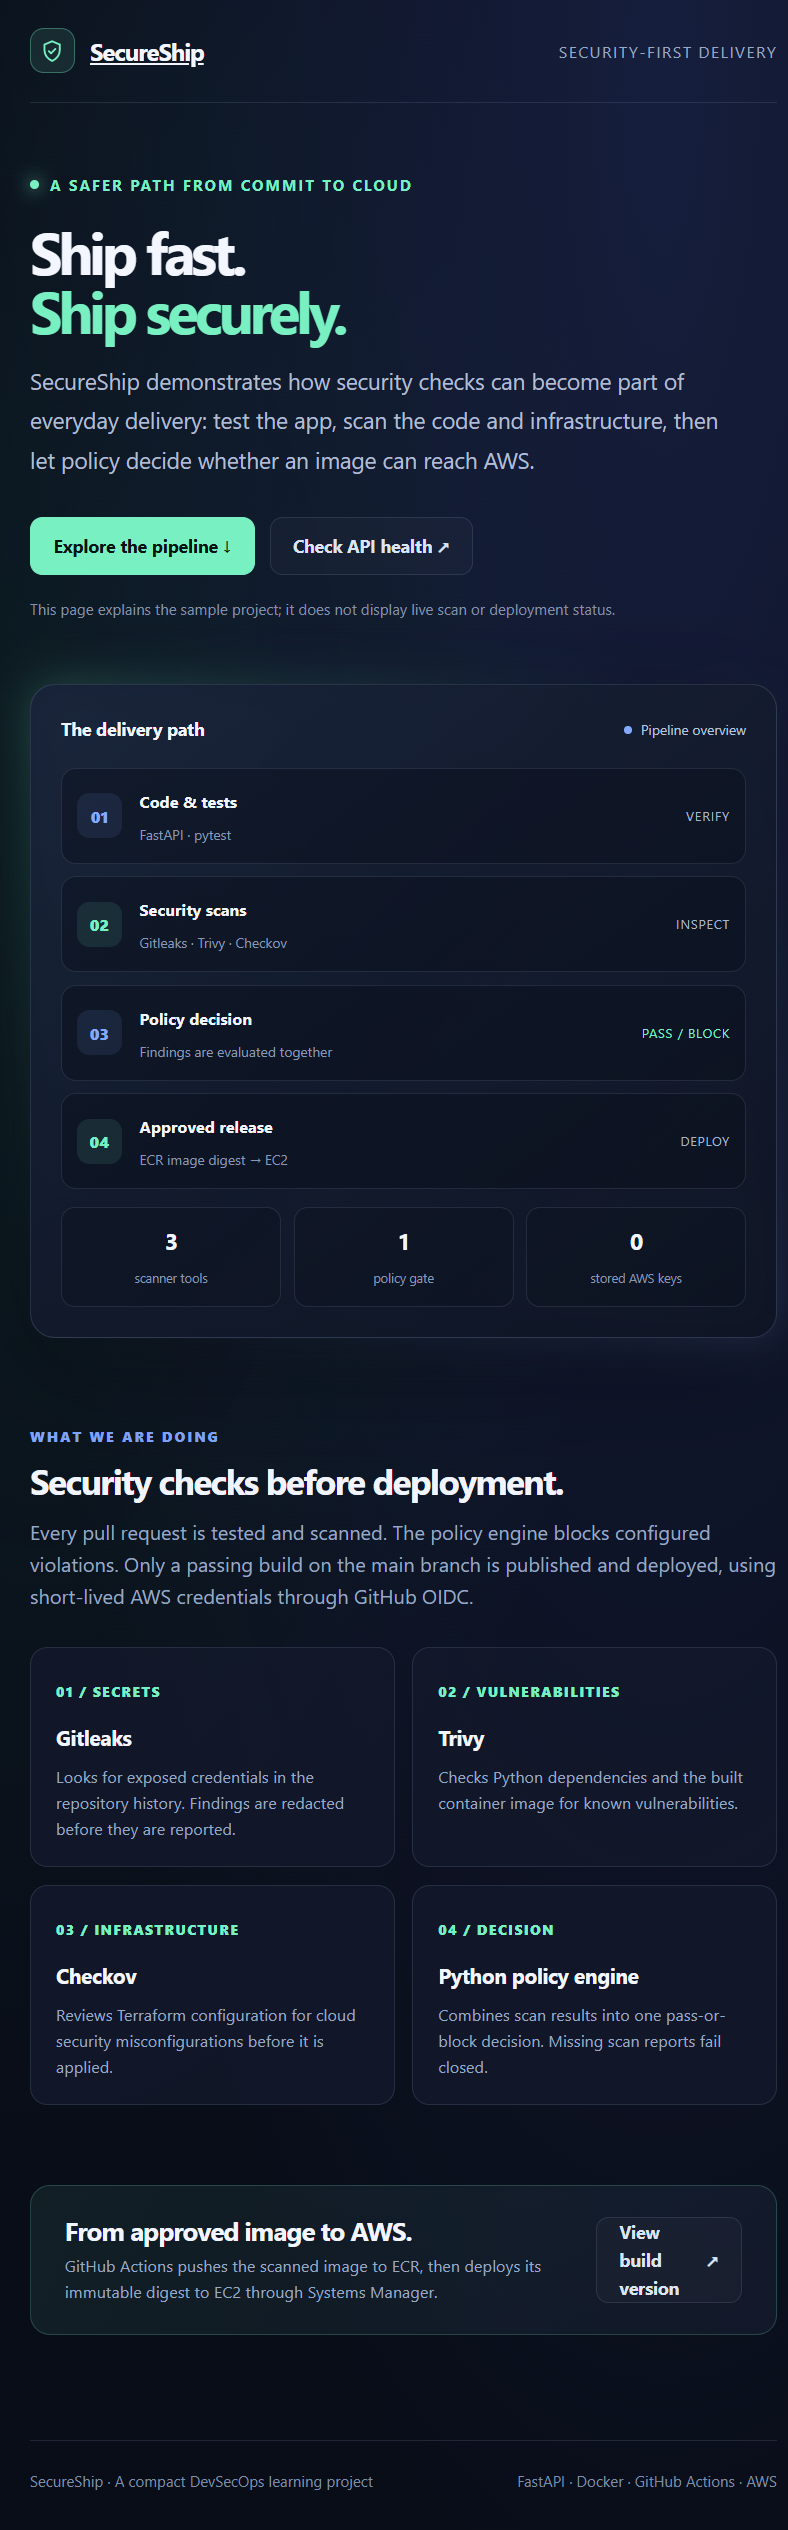 SecureShip
SECURITY-FIRST DELIVERY
A SAFER PATH FROM COMMIT TO CLOUD
Ship fast.
Ship securely.
SecureShip demonstrates how security checks can become part of
everyday delivery: test the app, scan the code and infrastructure, then
let policy decide whether an image can reach AWS.
Explore the pipeline ↓
Check API health ↗
This page explains the sample project; it does not display live scan or deployment status.
The delivery path
Pipeline overview
01
Code & tests
FastAPI · pytest
VERIFY
02
Security scans
Gitleaks · Trivy · Checkov
INSPECT
03
Policy decision
Findings are evaluated together
PASS / BLOCK
04
Approved release
ECR image digest → EC2
DEPLOY
3
scanner tools
1
policy gate
0
stored AWS keys
WHAT WE ARE DOING
Security checks before deployment.
Every pull request is tested and scanned. The policy engine blocks configured
violations. Only a passing build on the main branch is published and deployed, using
short-lived AWS credentials through GitHub OIDC.
01 / SECRETS
Gitleaks
Looks for exposed credentials in the
repository history. Findings are redacted
before they are reported.
02 / VULNERABILITIES
Trivy
Checks Python dependencies and the built
container image for known vulnerabilities.
03 / INFRASTRUCTURE
Checkov
Reviews Terraform configuration for cloud
security misconfigurations before it is
applied.
04 / DECISION
Python policy engine
Combines scan results into one pass-or-
block decision. Missing scan reports fail
closed.
From approved image to AWS.
GitHub Actions pushes the scanned image to ECR, then deploys its
immutable digest to EC2 through Systems Manager.
View
build ↗
version
SecureShip · A compact DevSecOps learning project
FastAPI · Docker · GitHub Actions · AWS